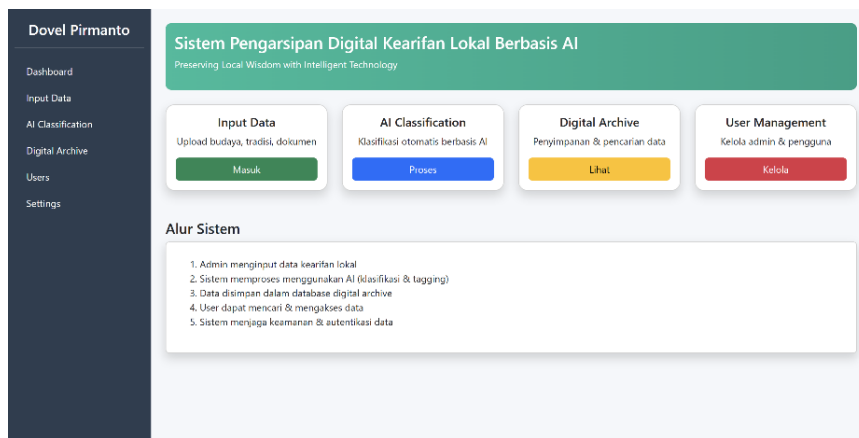 Dovel Pirmanto
Dashboard
Input Data
AI Classification
Digital Archive
Users
Settings
Sistem Pengarsipan Digital Kearifan Lokal Berbasis AI
Preserving Local Wisdom with Intelligent Technology
Input Data
Upload budaya, tradisi, dokumen
Masuk
AI Classification
Klasifikasi otomatis berbasis AI
Proses
Digital Archive
Penyimpanan & pencarian data
Lihat
User Management
Kelola admin & pengguna
Kelola
Alur Sistem
1. Admin menginput data kearifan lokal
2. Sistem memproses menggunakan AI (klasifikasi & tagging)
3. Data disimpan dalam database digital archive
4. User dapat mencari & mengakses data
5. Sistem menjaga keamanan & autentikasi data